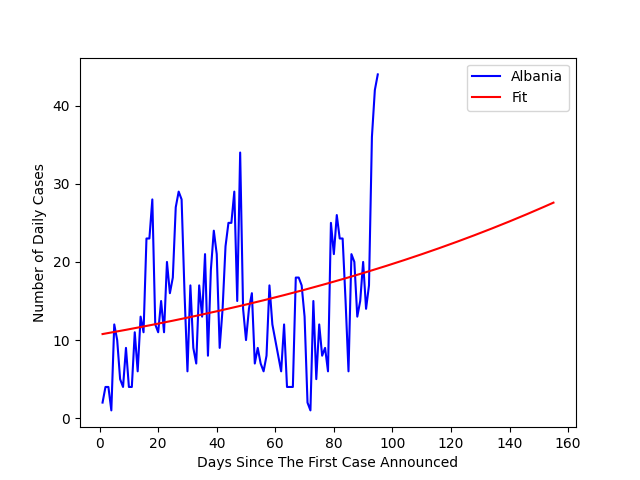 Albania
Fit
Number of Daily Cases
40
30
20
10
0
0 20 40 60 80 100 120 140 160
Days Since The First Case Announced